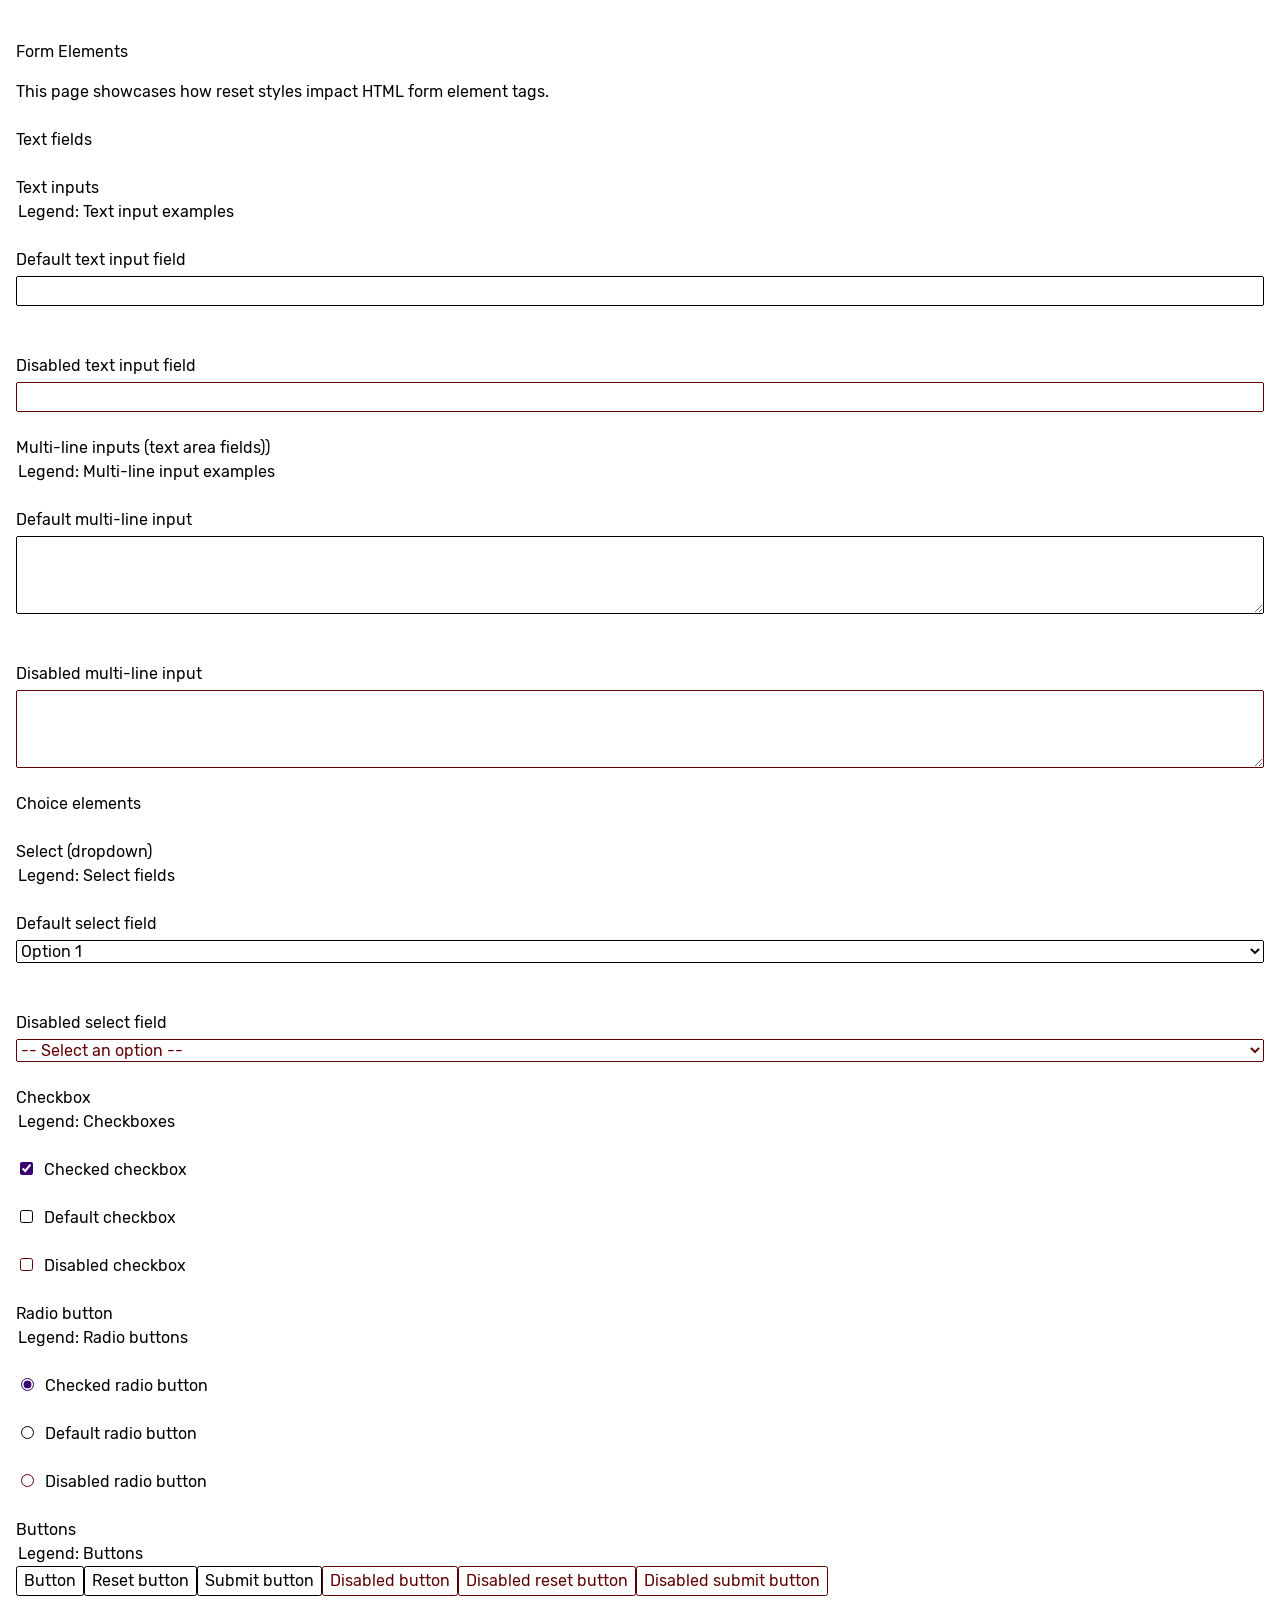 Form Elements
This page showcases how reset styles impact HTML form element tags.
Text fields
Text inputs
Legend: Text input examples
Default text input field
Disabled text input field
Multi-line inputs (text area fields))
Legend: Multi-line input examples
Default multi-line input
Disabled multi-line input
Choice elements
Select (dropdown)
Legend: Select fields
Default select field
Option 1
Disabled select field
-- Select an option --
Checkbox
Legend: Checkboxes
Checked checkbox
Default checkbox
Disabled checkbox
Radio button
Legend: Radio buttons
Checked radio button
Default radio button
Disabled radio button
Buttons
Legend: Buttons
Button Reset button Submit button Disabled button Disabled reset button Disabled submit button